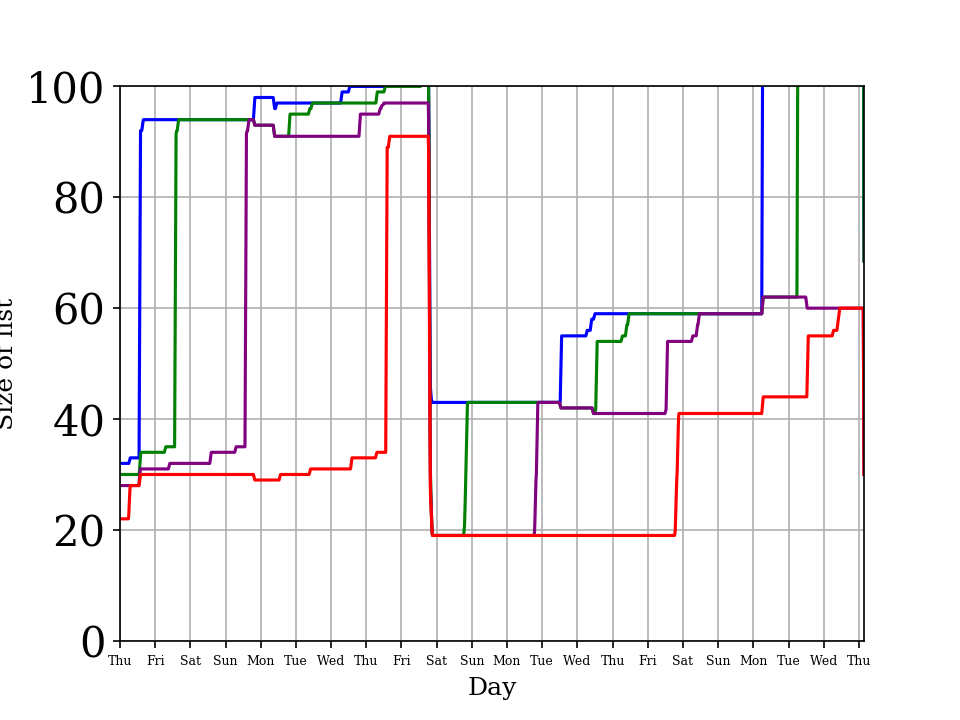 100
80
60
40
20
0
Size of list
Thu Fri Sat Sun Mon Tue Wed Thu Fri Sat Sun Mon Tue Wed Thu Fri Sat Sun Mon Tue Wed Thu
Day